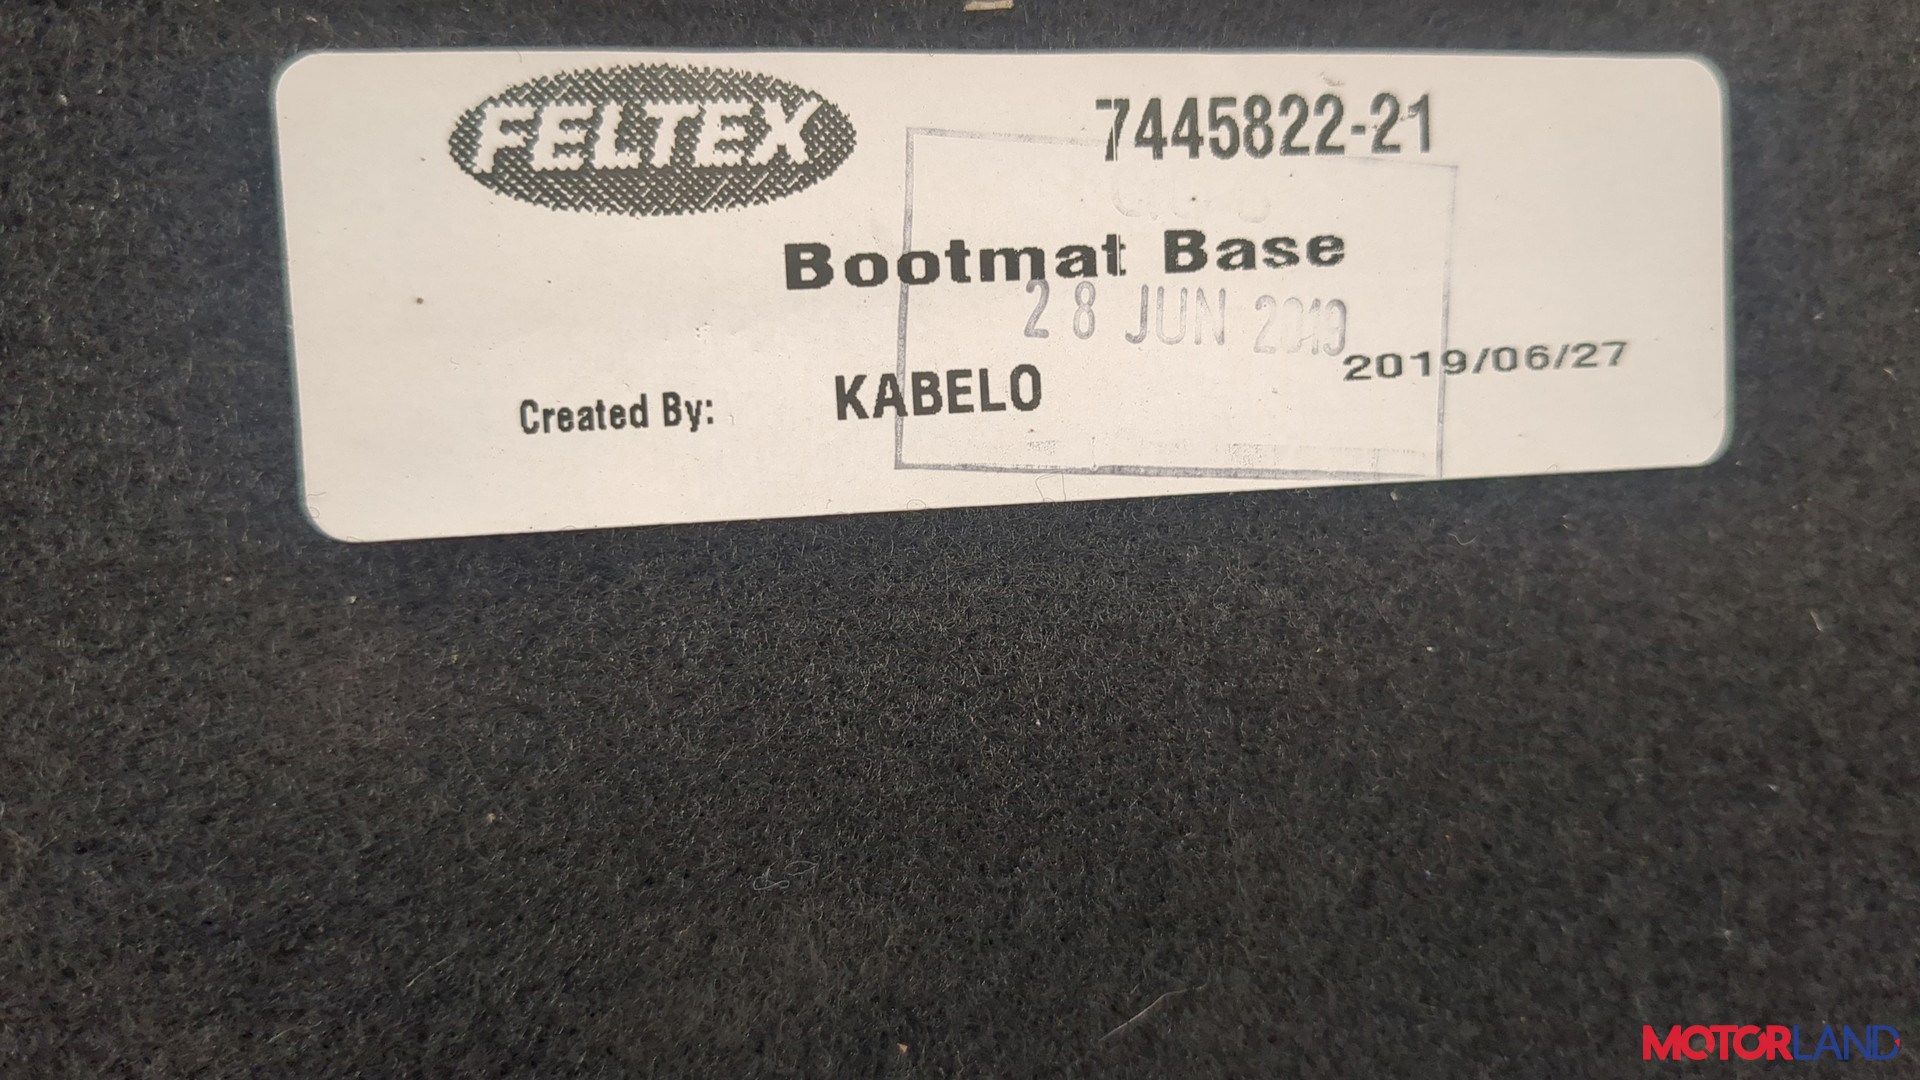 FELTEX
7445822-21
Bootmat Base
28 JUN 2019
2019/06/27
Created By: KABELO
MOTORLAND